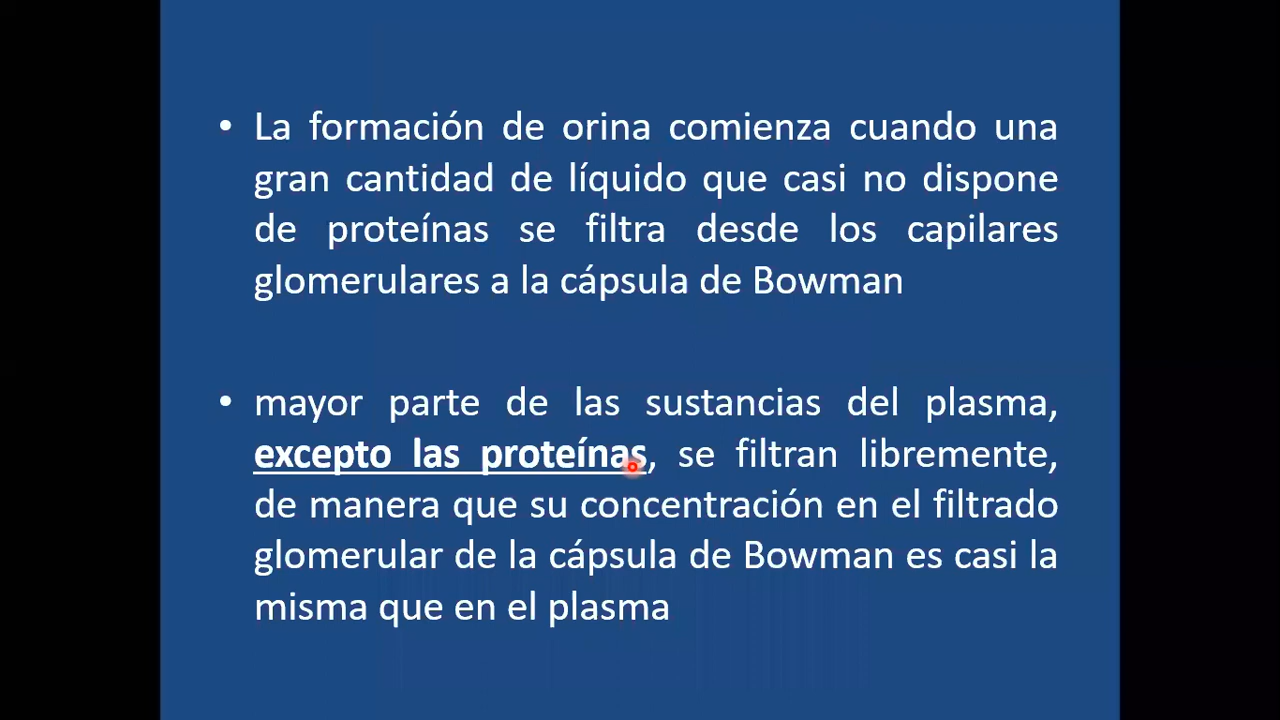 • La formación de orina comienza cuando una
gran cantidad de líquido que casi no dispone
de proteínas se filtra desde los capilares
glomerulares a la cápsula de Bowman
• mayor parte de las sustancias del plasma,
excepto las proteínas, se filtran libremente,
de manera que su concentración en el filtrado
glomerular de la cápsula de Bowman es casi la
misma que en el plasma